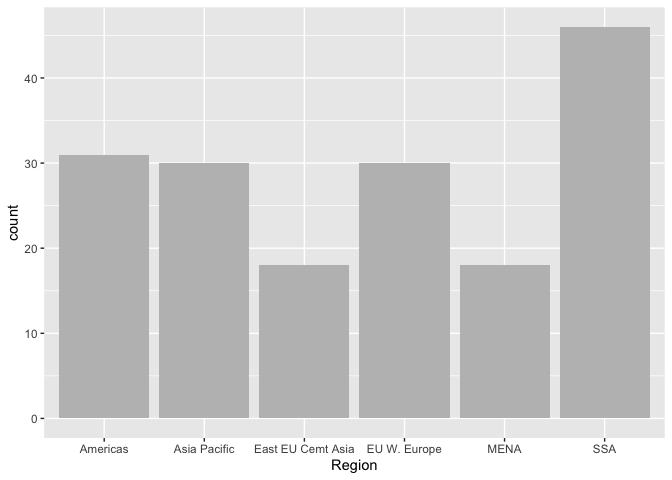 40
30
20
10
0
count
Americas
Asia Pacific
East EU Cemt Asia
EU W. Europe
MENA
SSA
Region